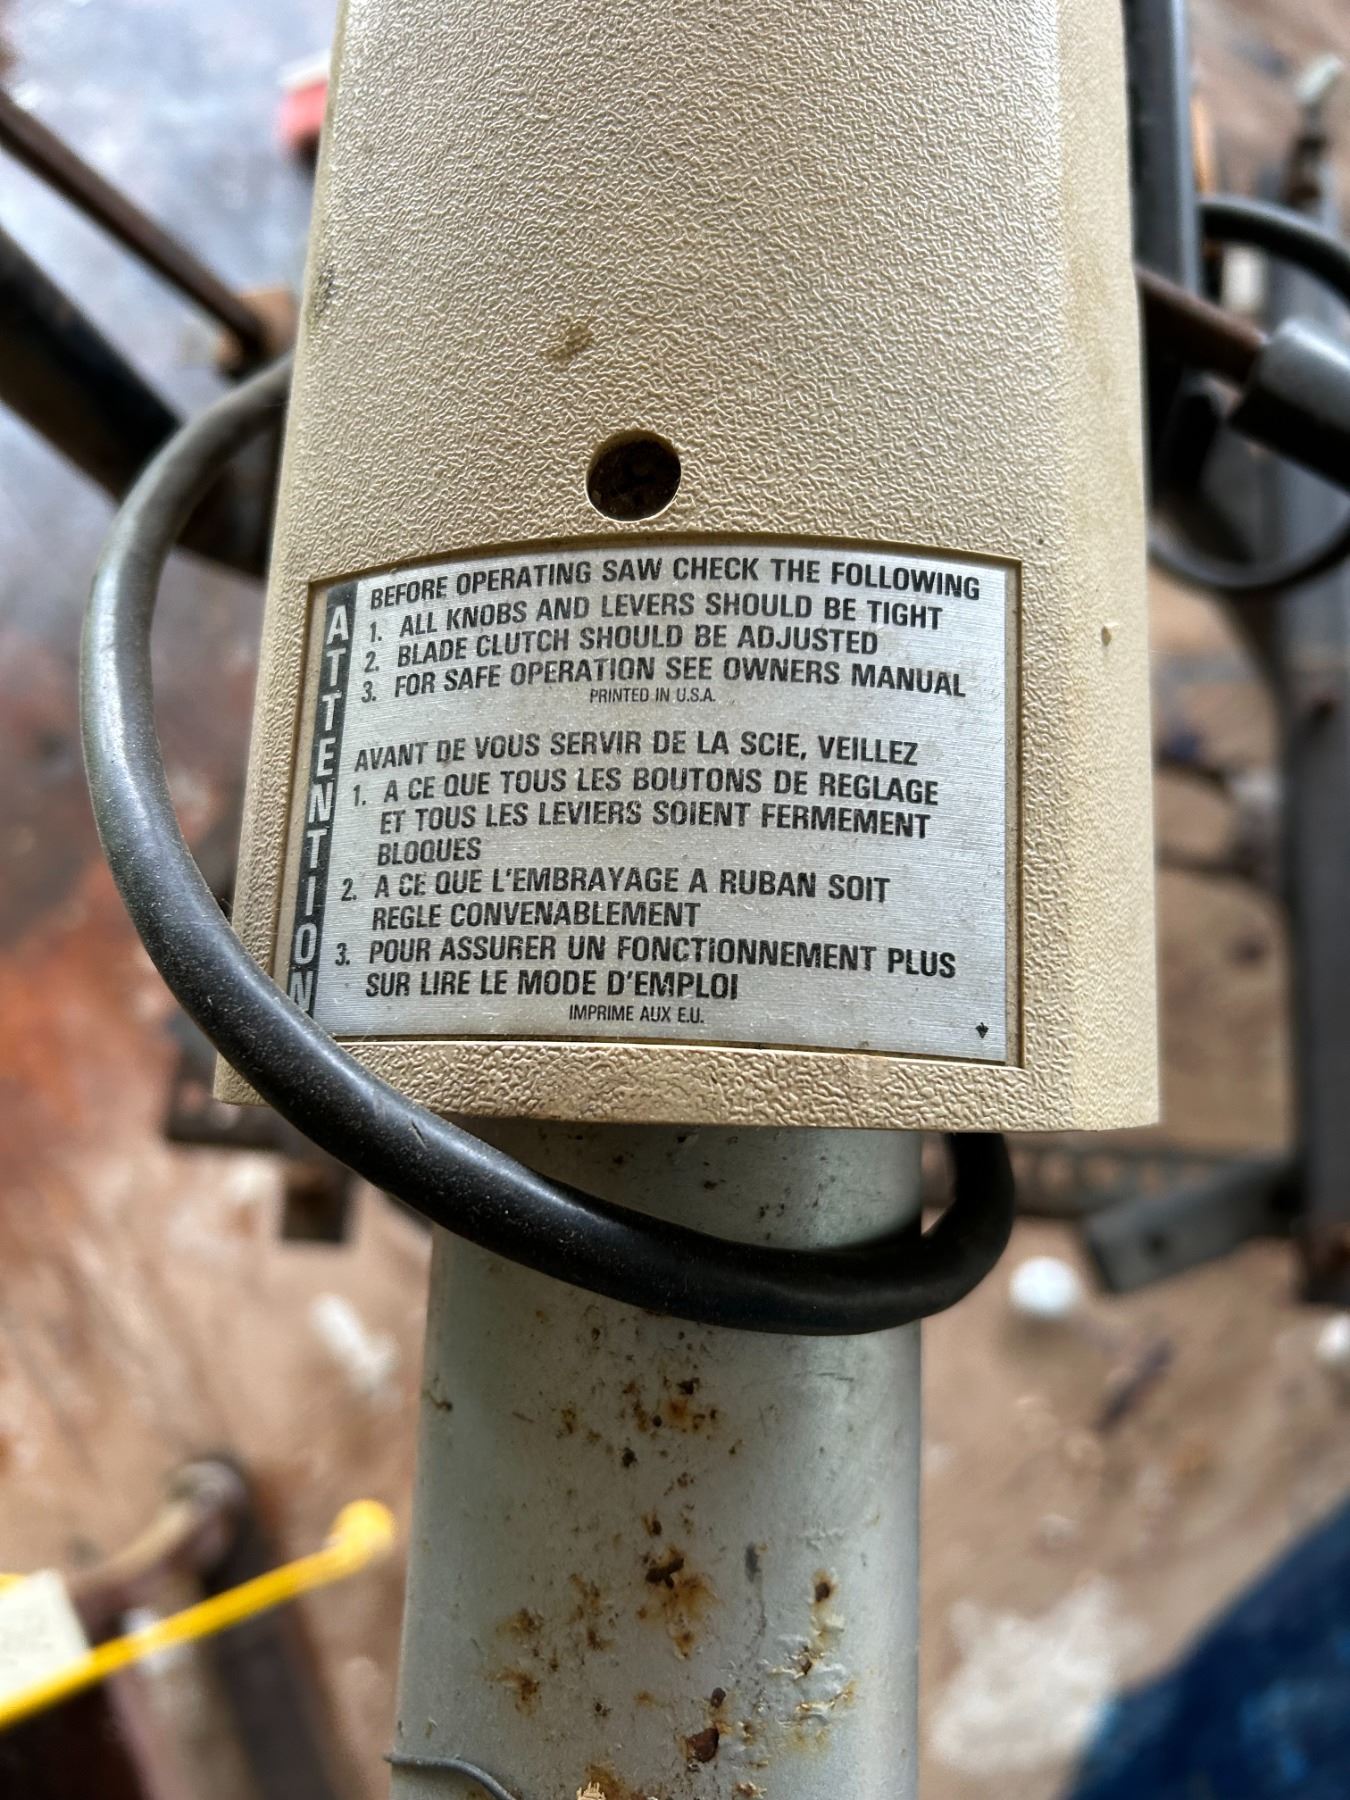 ATTENTION
BEFORE OPERATING SAW CHECK THE FOLLOWING
1. ALL KNOBS AND LEVERS SHOULD BE TIGHT
2. BLADE CLUTCH SHOULD BE ADJUSTED
3. FOR SAFE OPERATION SEE OWNERS MANUAL
PRINTED IN U.S.A.
AVANT DE VOUS SERVIR DE LA SCIE, VEILLEZ
1. A CE QUE TOUS LES BOUTONS DE REGLAGE
ET TOUS LES LEVIERS SOIENT FERMEMENT
BLOQUES
2. A CE QUE L'EMBRAYAGE A RUBAN SOIT
REGLE CONVENABLEMENT
3. POUR ASSURER UN FONCTIONNEMENT PLUS
SUR LIRE LE MODE D'EMPLOI
IMPRIME AUX E.U.